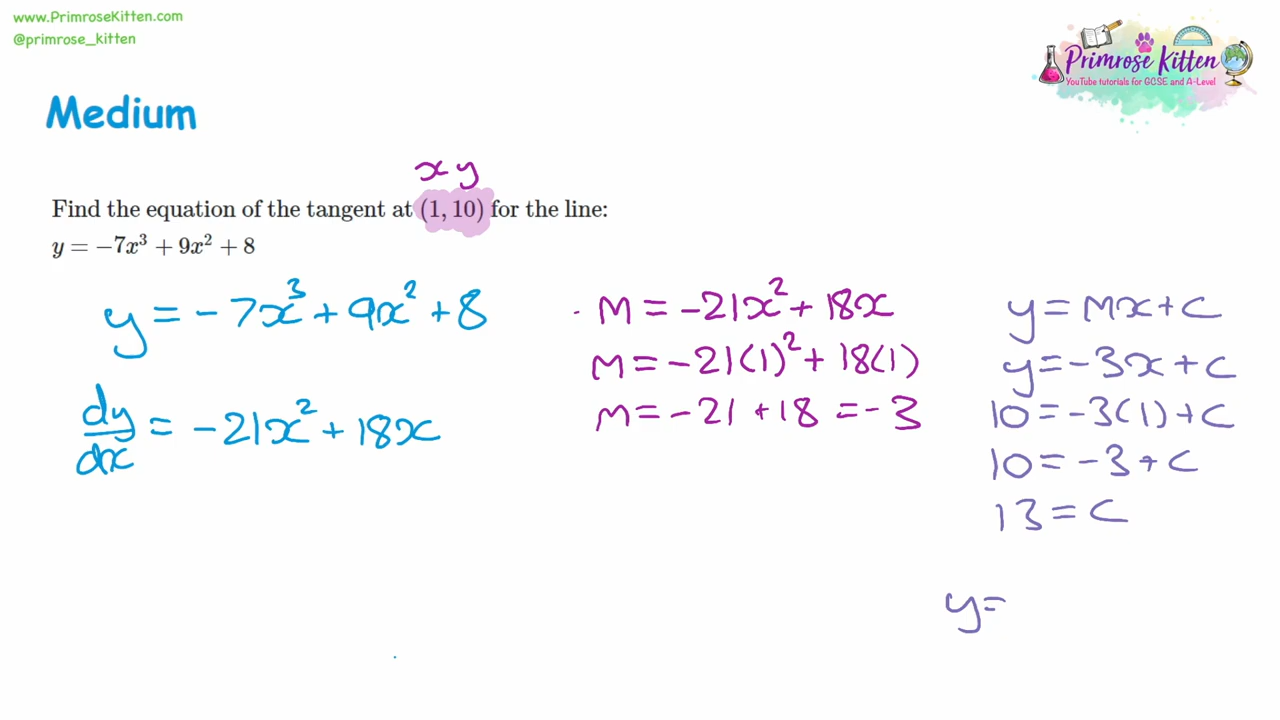 www.PrimroseKitten.com
@primrose_kitten
Primrose Kitten
YouTube tutorials for GCSE and A-Level
Medium
x y
Find the equation of the tangent at (1, 10) for the line:
y = −7x³ + 9x² + 8
y = -7x³ + 9x² + 8
dy/dx = -21x² + 18x
M = -21x² + 18x
M = -21(1)² + 18(1)
M = -21 + 18 = -3
y = Mx + C
y = -3x + C
10 = -3(1) + C
10 = -3 + C
13 = C
y=